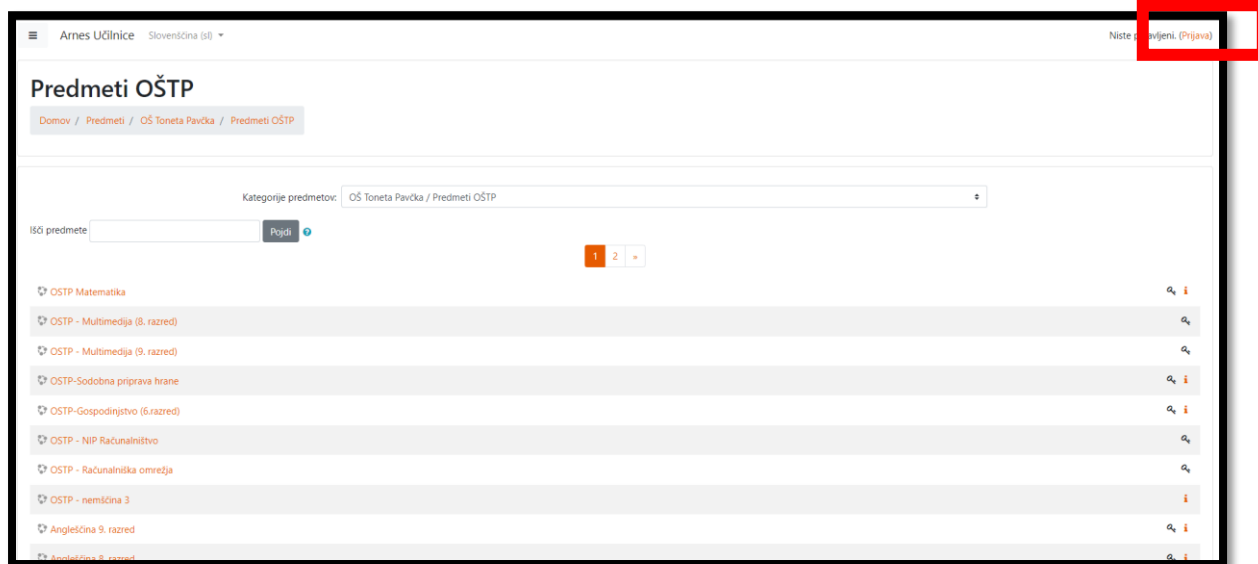 Arnes Učilnice Slovenščina (sl)
Niste prijavljeni. (Prijava)
Predmeti OŠTP
Domov / Predmeti / OŠ Toneta Pavčka / Predmeti OŠTP
Kategorije predmetov: OŠ Toneta Pavčka / Predmeti OŠTP
Išči predmete Pojdi
1 2 »
OSTP Matematika
OSTP - Multimedija (8. razred)
OSTP - Multimedija (9. razred)
OSTP-Sodobna priprava hrane
OSTP-Gospodinjstvo (6.razred)
OSTP - NIP Računalništvo
OSTP - Računalniška omrežja
OSTP - nemščina 3
Angleščina 9. razred
Angleščina 8. razred